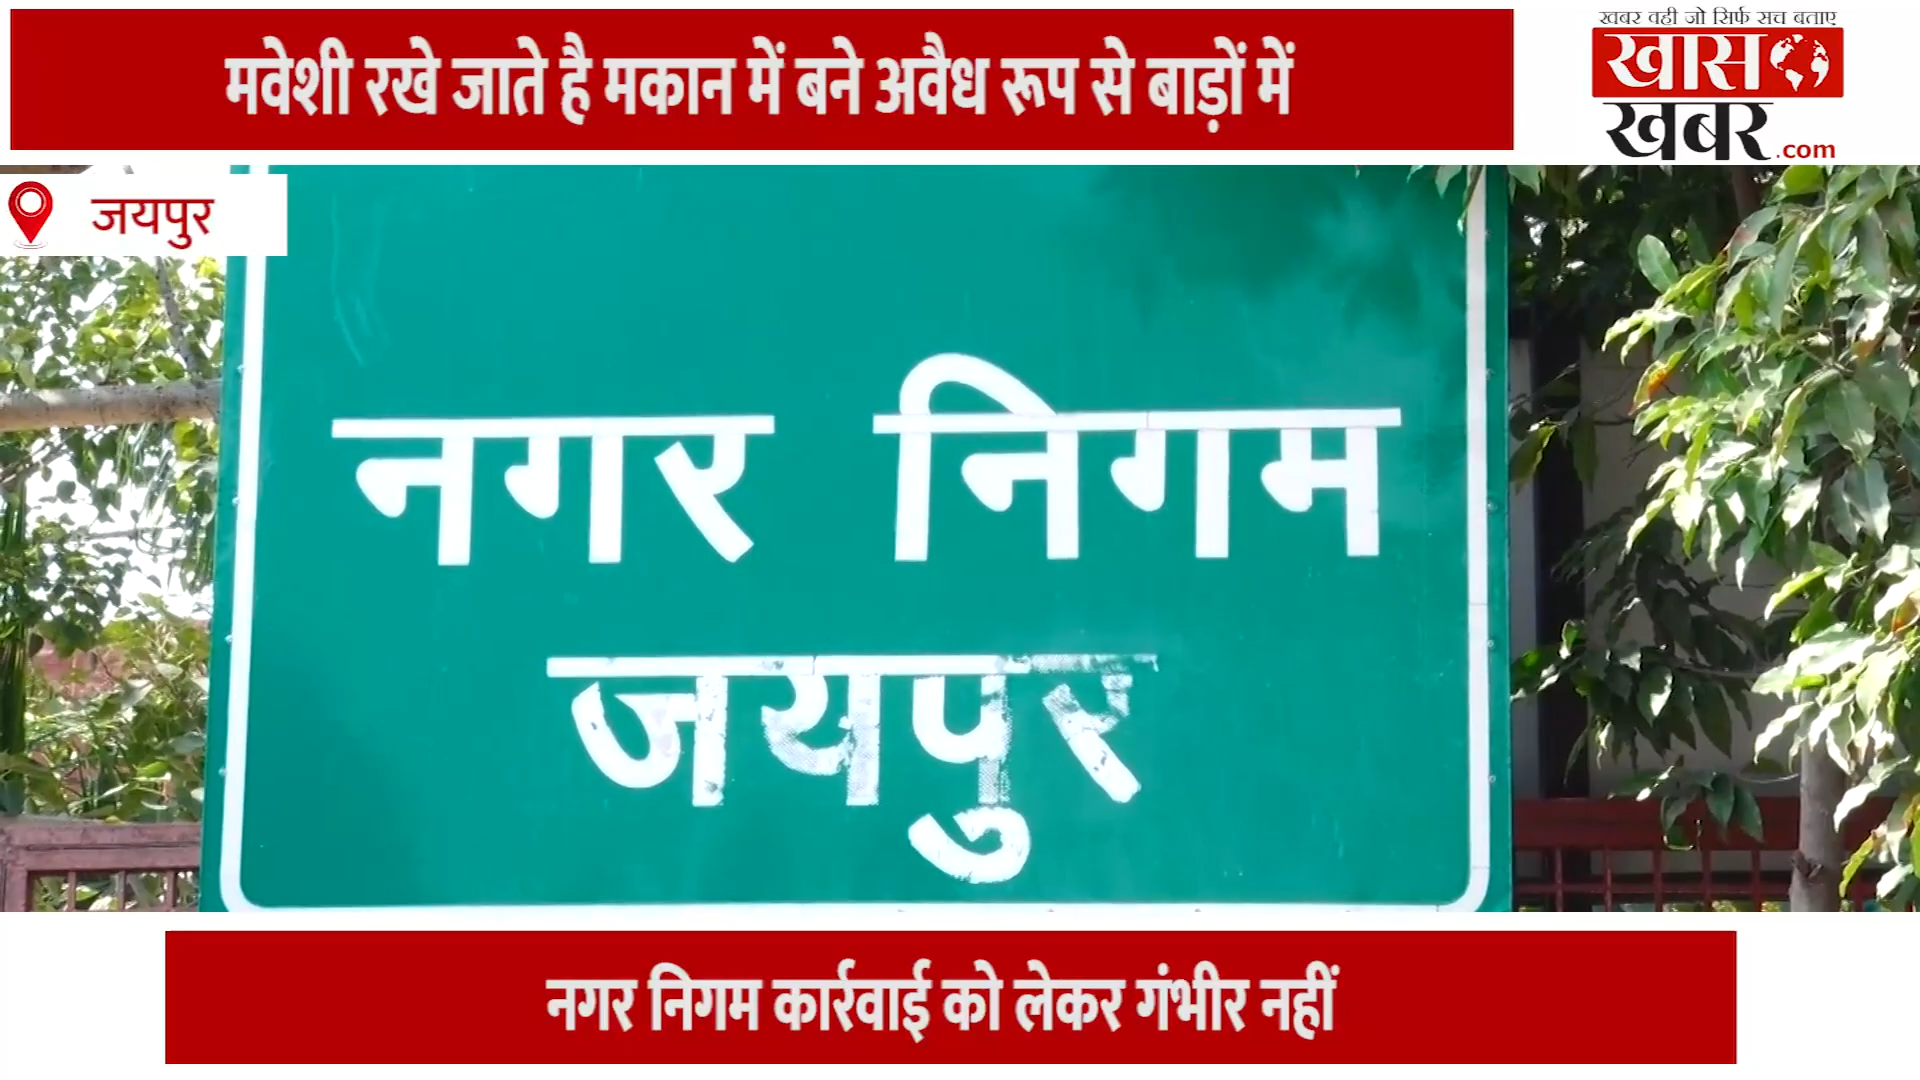 खबर वही जो सिर्फ सच बताए
मवेशी रखे जाते है मकान में बने अवैध रूप से बाड़ों में
खास
खबर.com
जयपुर
नगर निगम
जयपुर
नगर निगम कार्रवाई को लेकर गंभीर नहीं